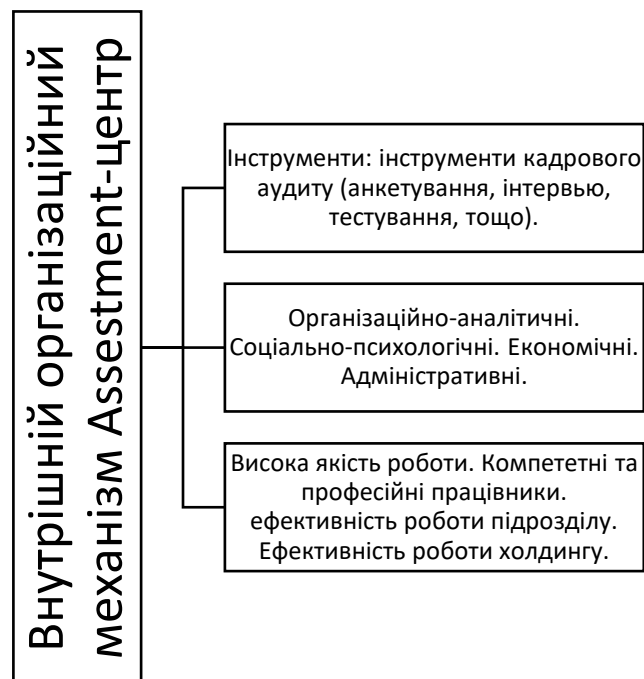 Внутрішній організаційний
механізм Assestment-центр
Інструменти: інструменти кадрового
аудиту (анкетування, інтервью,
тестування, тощо).
Організаційно-аналітичні.
Соціально-психологічні. Економічні.
Адміністративні.
Висока якість роботи. Компететні та
професійні працівники.
ефективність роботи підрозділу.
Ефективність роботи холдингу.